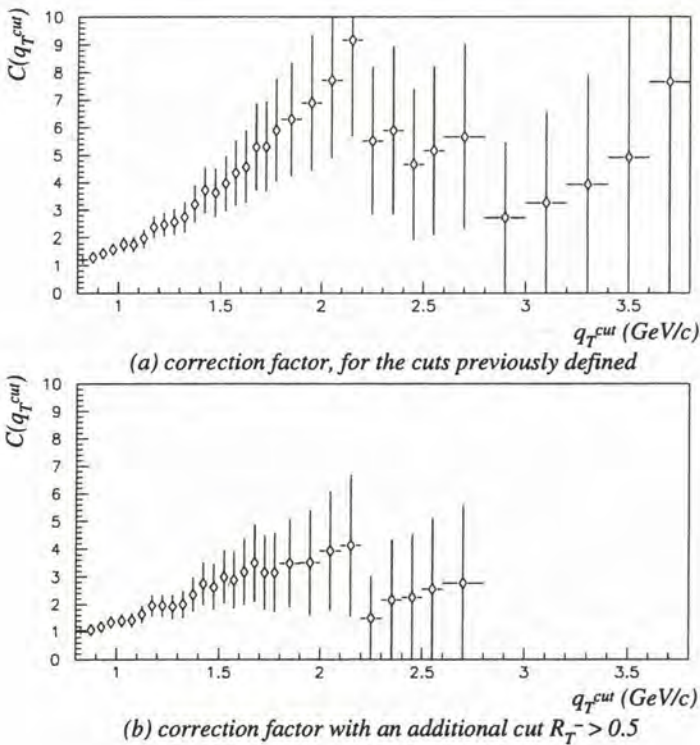 C(q_T^cut)
10
9
8
7
6
5
4
3
2
1
0
1 1.5 2 2.5 3 3.5
q_T^cut (GeV/c)
(a) correction factor, for the cuts previously defined
C(q_T^cut)
10
9
8
7
6
5
4
3
2
1
0
1 1.5 2 2.5 3 3.5
q_T^cut (GeV/c)
(b) correction factor with an additional cut R_T^- > 0.5